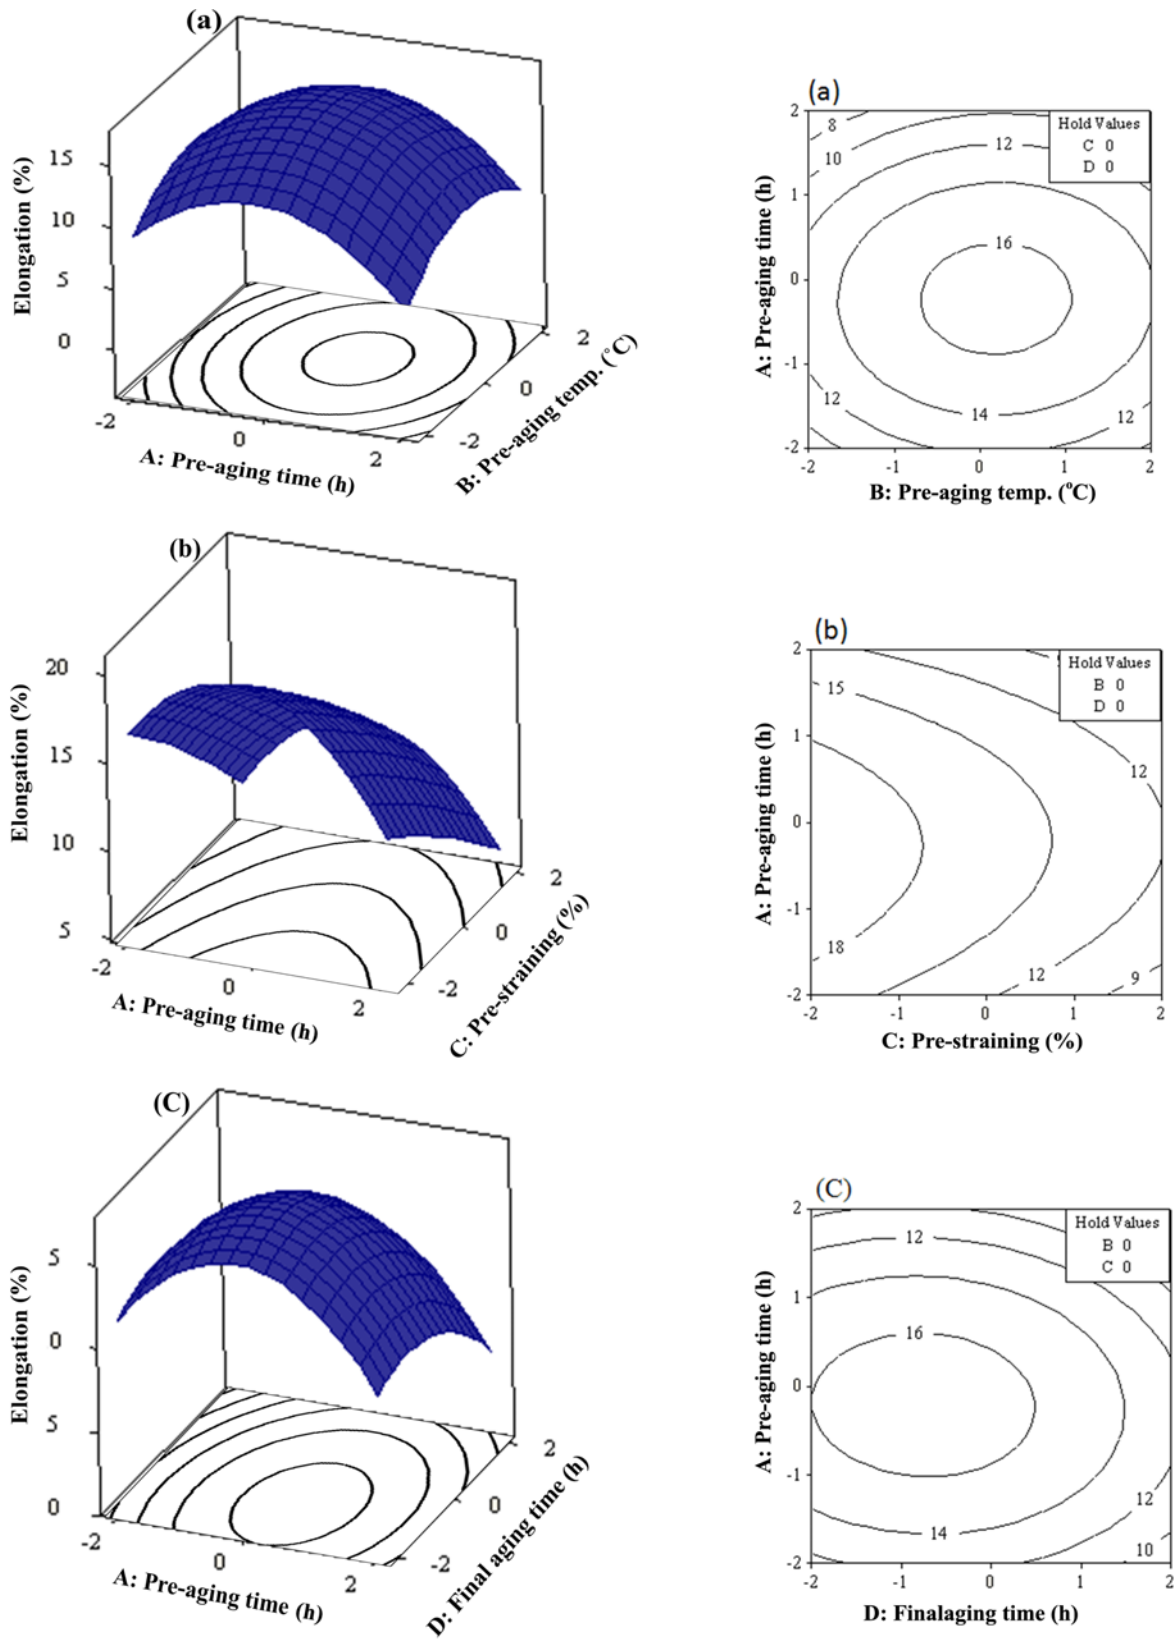 (a)
Elongation (%)
15
10
5
0
-2
0
2
A: Pre-aging time (h)
-2
0
2
B: Pre-aging temp. (°C)
(a)
A: Pre-aging time (h)
2
1
0
-1
-2
8
10
12
16
14
12
12
Hold Values
C 0
D 0
-2 -1 0 1 2
B: Pre-aging temp. (°C)
(b)
Elongation (%)
20
15
10
5
-2
0
2
A: Pre-aging time (h)
-2
0
2
C: Pre-straining (%)
(b)
A: Pre-aging time (h)
2
1
0
-1
-2
15
12
18
12
9
Hold Values
B 0
D 0
-2 -1 0 1 2
C: Pre-straining (%)
(C)
Elongation (%)
5
0
5
0
-2
0
2
A: Pre-aging time (h)
-2
0
2
D: Final aging time (h)
(C)
A: Pre-aging time (h)
2
1
0
-1
-2
12
16
14
12
10
Hold Values
B 0
C 0
-2 -1 0 1 2
D: Finalaging time (h)